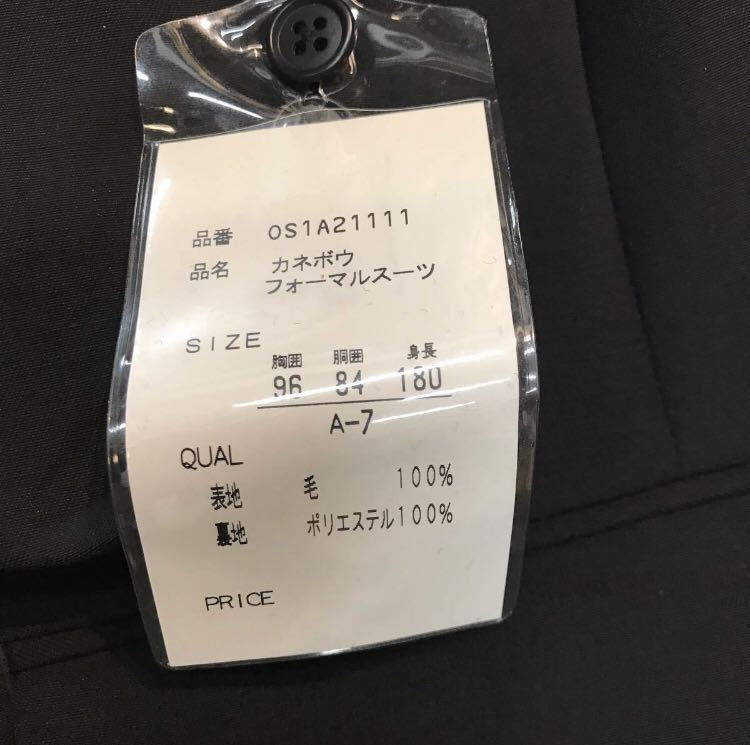 品番 OS1A21111
品名 カネボウ
フォーマルスーツ
SIZE
胸囲 胴囲 身長
96 84 180
A-7
QUAL
表地 毛 100%
裏地 ポリエステル100%
PRICE